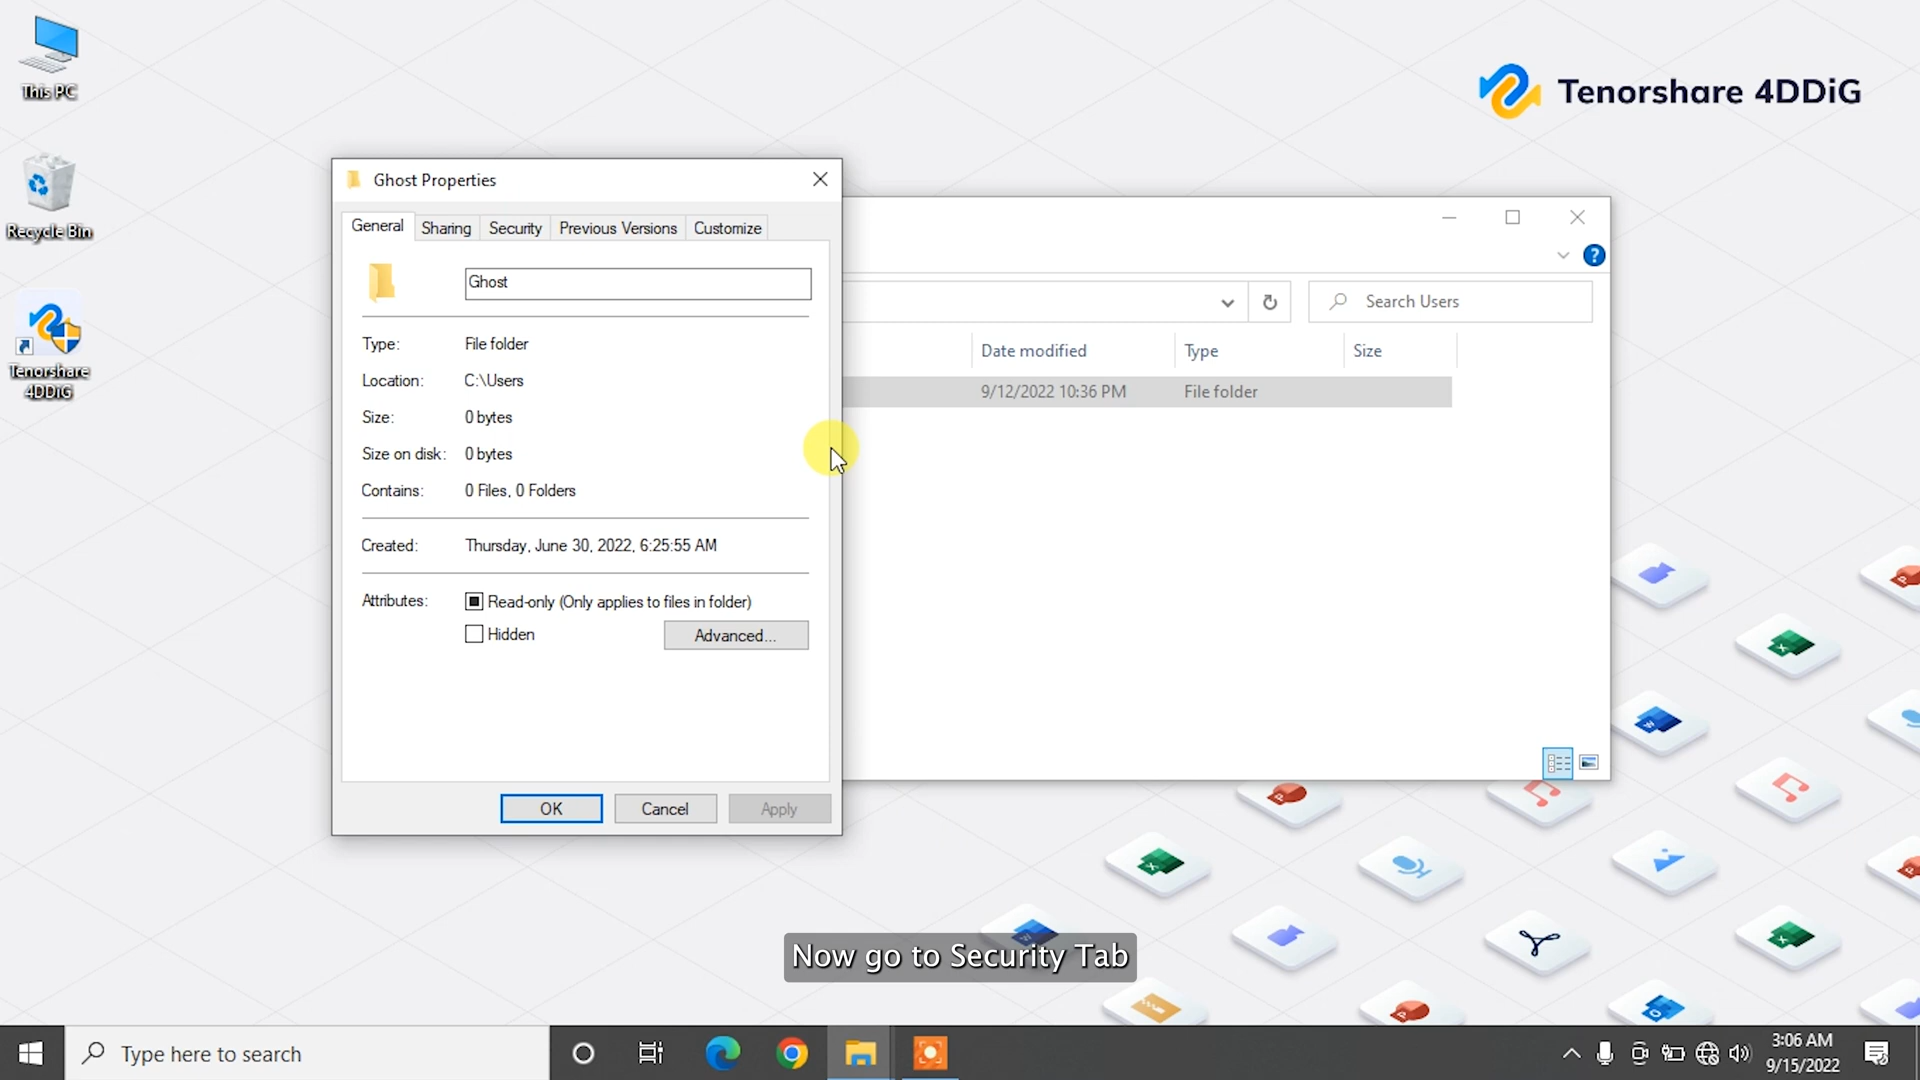 This PC
Tenorshare 4DDiG
Recycle Bin
Tenorshare
4DDiG
Ghost Properties
General
Sharing
Security
Previous Versions
Customize
Ghost
Type: File folder
Location: C:\Users
Size: 0 bytes
Size on disk: 0 bytes
Contains: 0 Files, 0 Folders
Created: Thursday, June 30, 2022, 6:25:55 AM
Attributes: Read-only (Only applies to files in folder)
Hidden
Advanced...
OK
Cancel
Apply
?
Search Users
Date modified
Type
Size
9/12/2022 10:36 PM
File folder
Now go to Security Tab
Type here to search
3:06 AM
9/15/2022